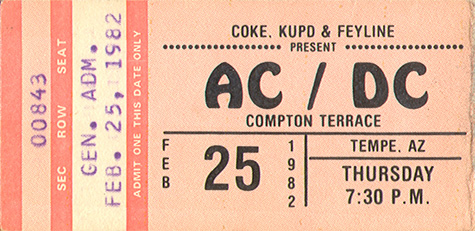 00843
SEC ROW SEAT
GEN. ADM.
FEB. 25, 1982
ADMIT ONE THIS DATE ONLY
COKE, KUPD & FEYLINE
PRESENT
AC / DC
COMPTON TERRACE
FEB
25
1982
TEMPE, AZ
THURSDAY
7:30 P.M.